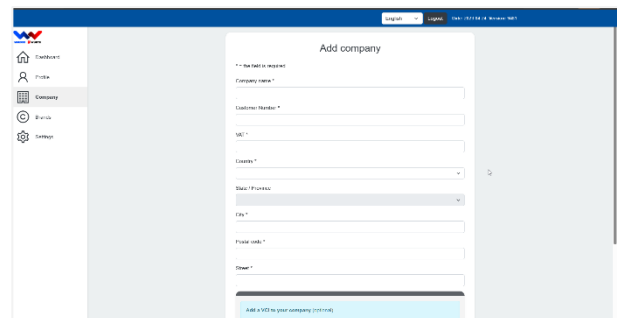 English
Logout
Dashboard
Profile
Company
Brands
Settings
Add company
* = the field is required
Company name *
Customer Number *
VAT *
Country *
State / Province
City *
Postal code *
Street *
Add a VCI to your company (optional)